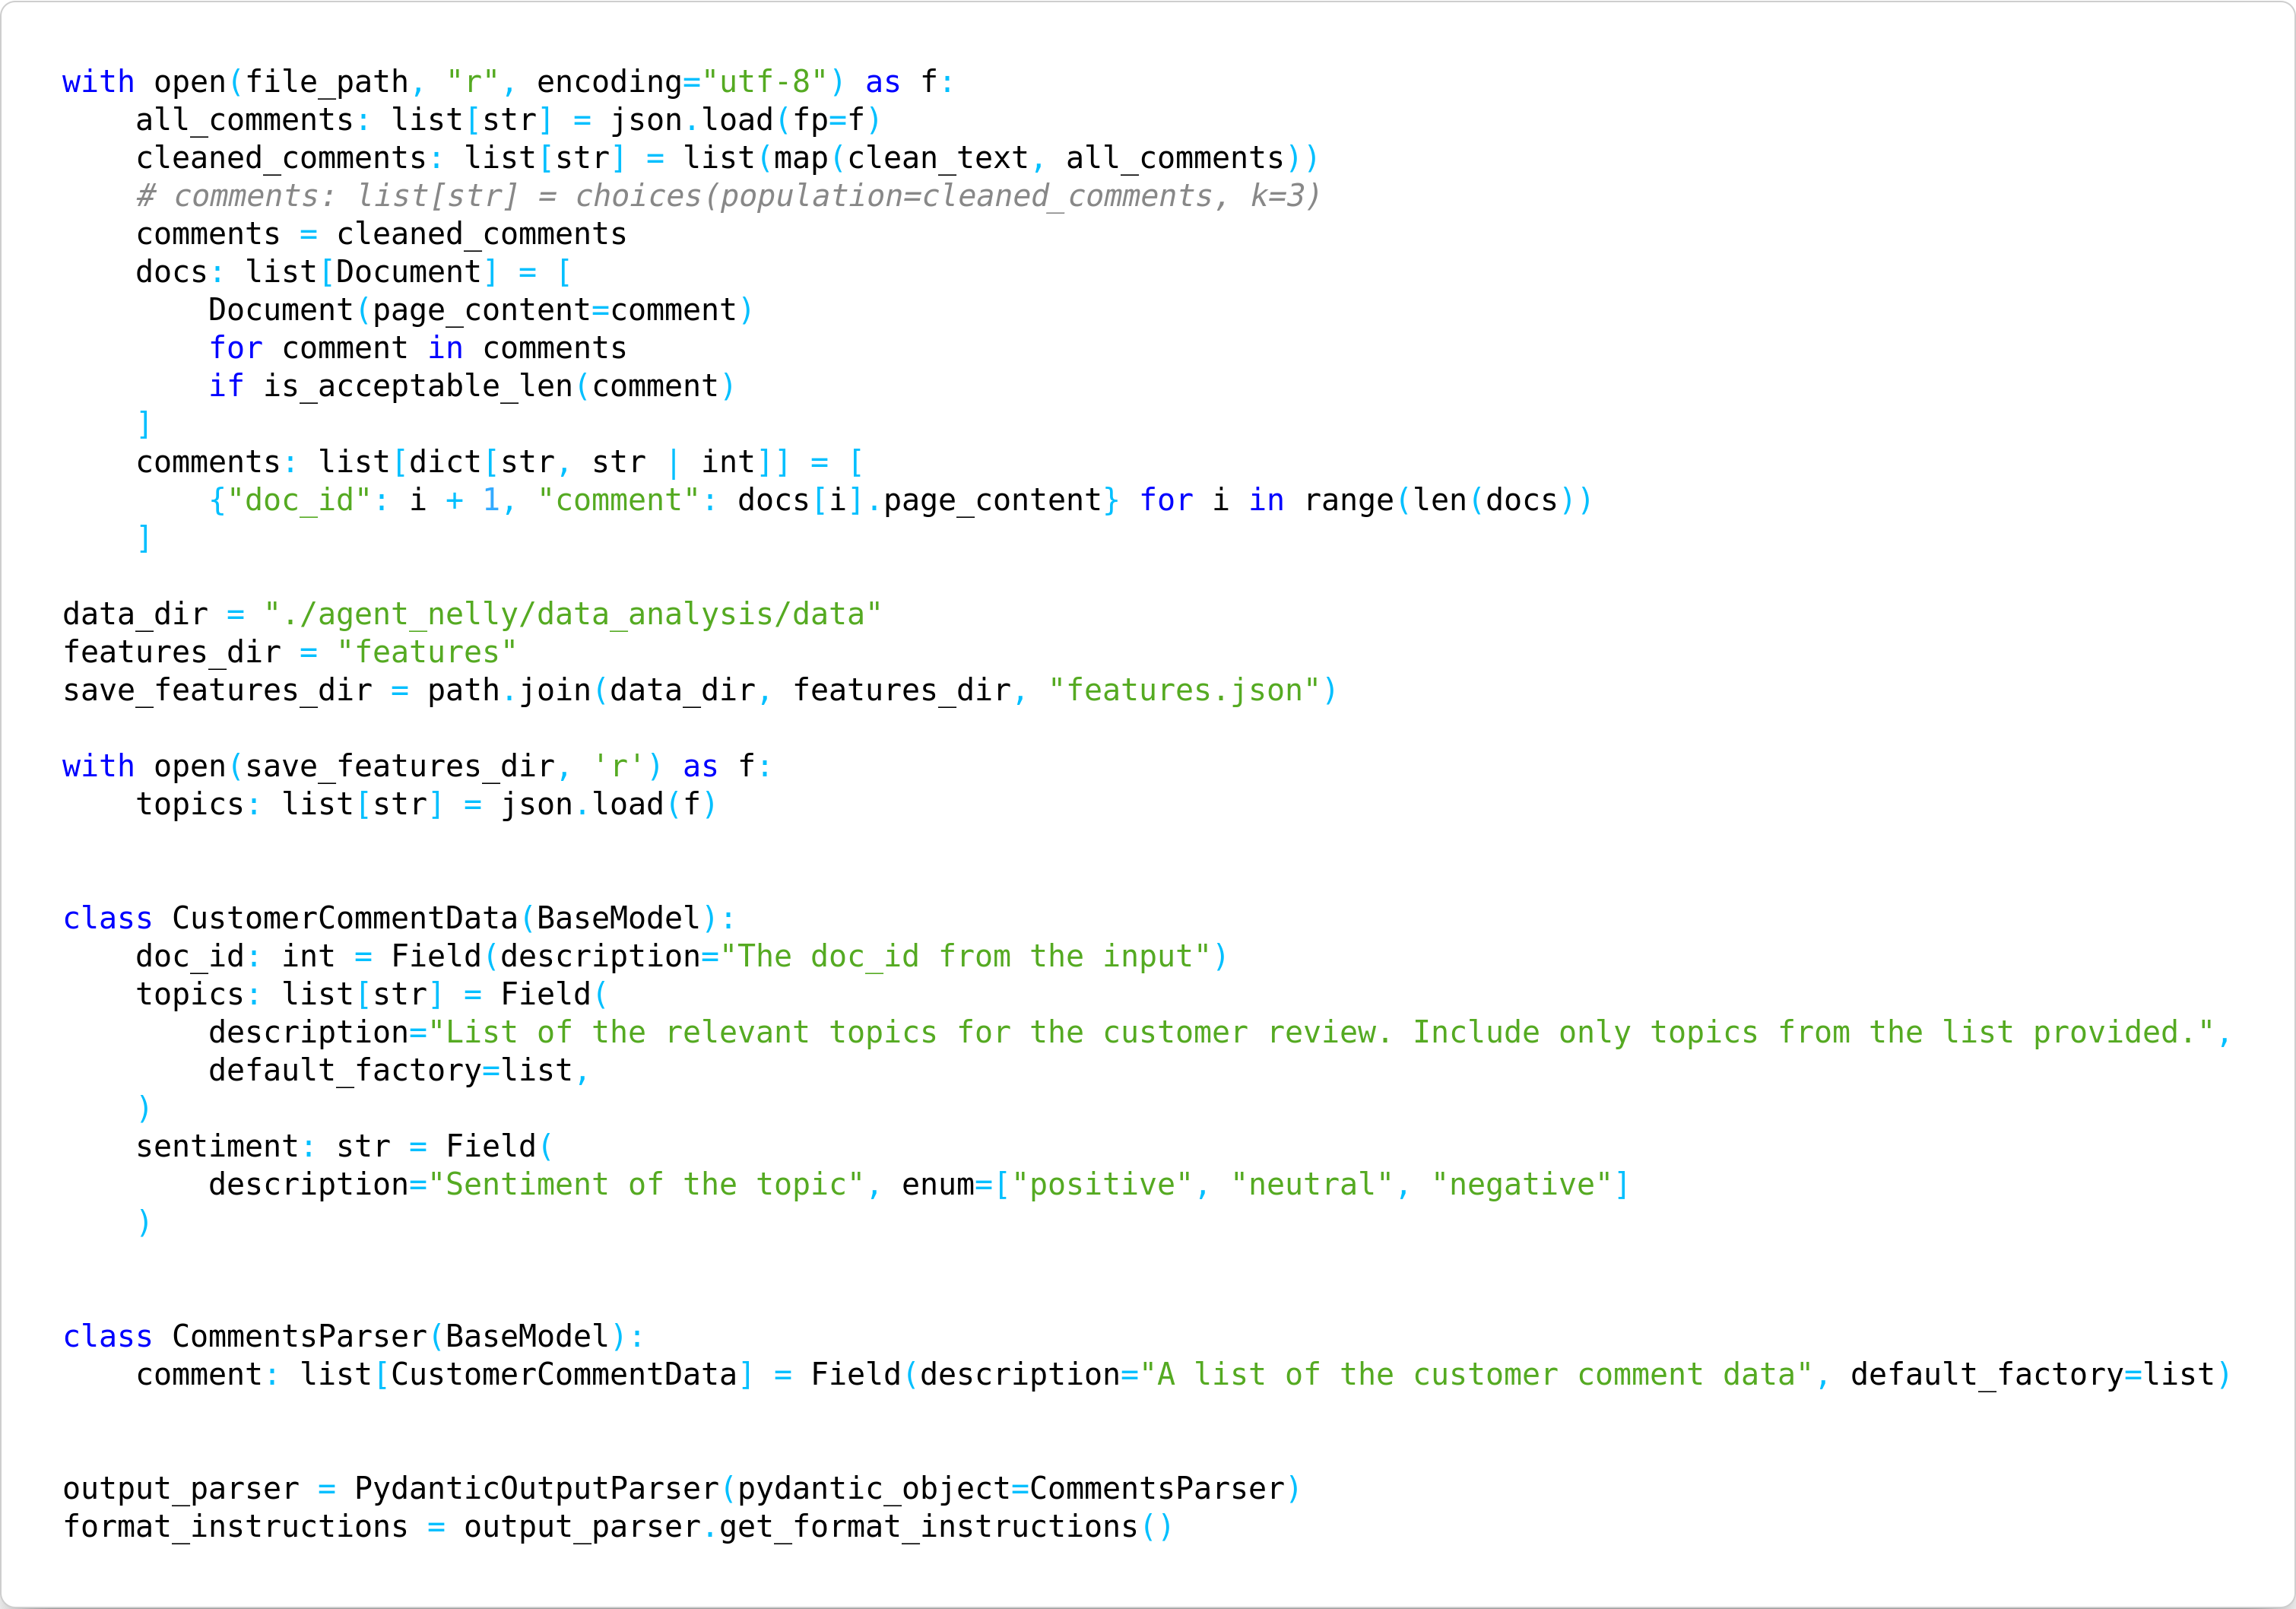 with open(file_path, "r", encoding="utf-8") as f:
    all_comments: list[str] = json.load(fp=f)
    cleaned_comments: list[str] = list(map(clean_text, all_comments))
    # comments: list[str] = choices(population=cleaned_comments, k=3)
    comments = cleaned_comments
    docs: list[Document] = [
        Document(page_content=comment)
        for comment in comments
        if is_acceptable_len(comment)
    ]
    comments: list[dict[str, str | int]] = [
        {"doc_id": i + 1, "comment": docs[i].page_content} for i in range(len(docs))
    ]

data_dir = "./agent_nelly/data_analysis/data"
features_dir = "features"
save_features_dir = path.join(data_dir, features_dir, "features.json")

with open(save_features_dir, 'r') as f:
    topics: list[str] = json.load(f)


class CustomerCommentData(BaseModel):
    doc_id: int = Field(description="The doc_id from the input")
    topics: list[str] = Field(
        description="List of the relevant topics for the customer review. Include only topics from the list provided.",
        default_factory=list,
    )
    sentiment: str = Field(
        description="Sentiment of the topic", enum=["positive", "neutral", "negative"]
    )


class CommentsParser(BaseModel):
    comment: list[CustomerCommentData] = Field(description="A list of the customer comment data", default_factory=list)


output_parser = PydanticOutputParser(pydantic_object=CommentsParser)
format_instructions = output_parser.get_format_instructions()